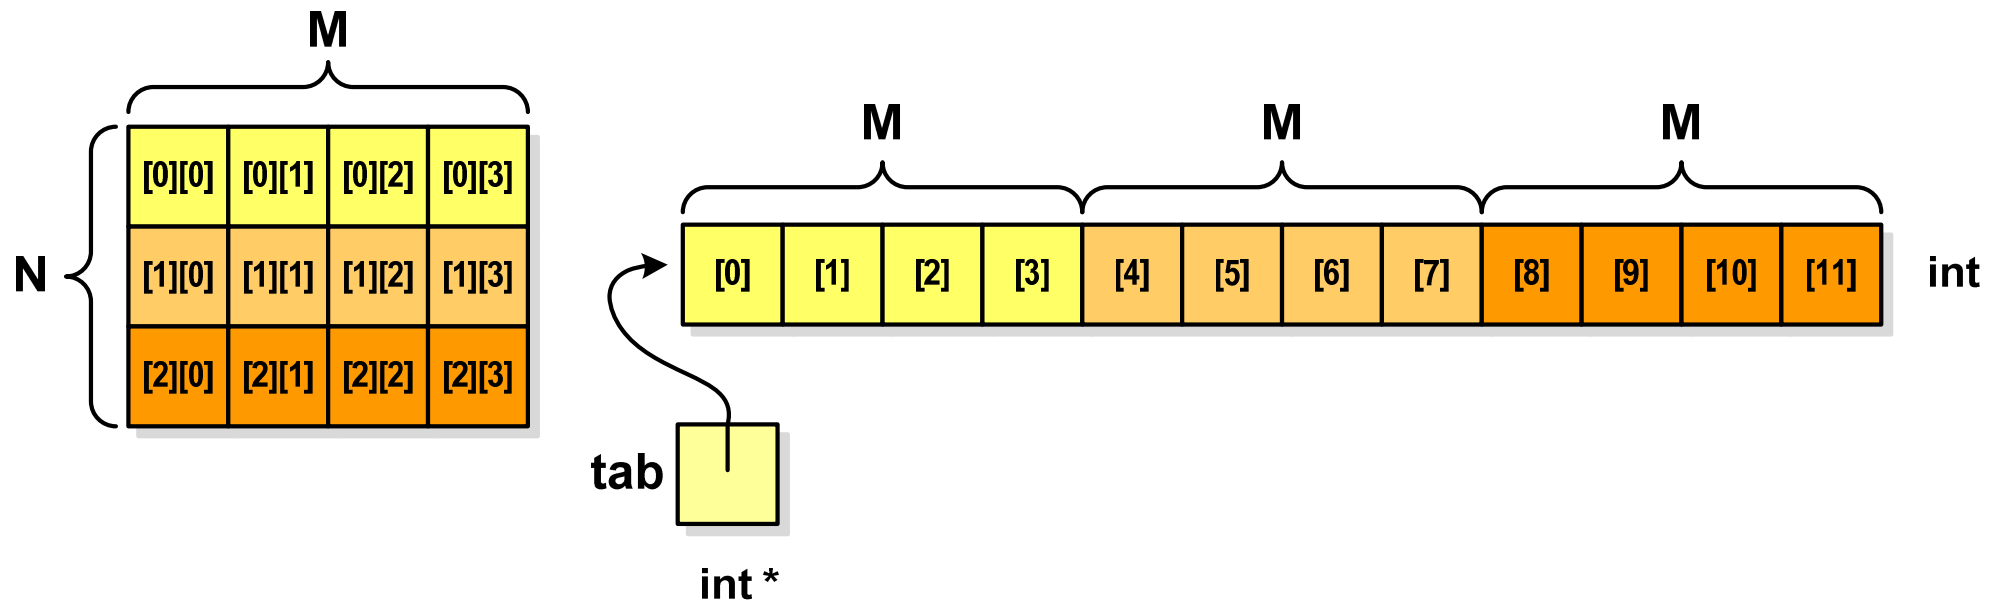 M
[0][0] [0][1] [0][2] [0][3]
N
[1][0] [1][1] [1][2] [1][3]
[2][0] [2][1] [2][2] [2][3]
M M M
[0] [1] [2] [3] [4] [5] [6] [7] [8] [9] [10] [11] int
tab
int *